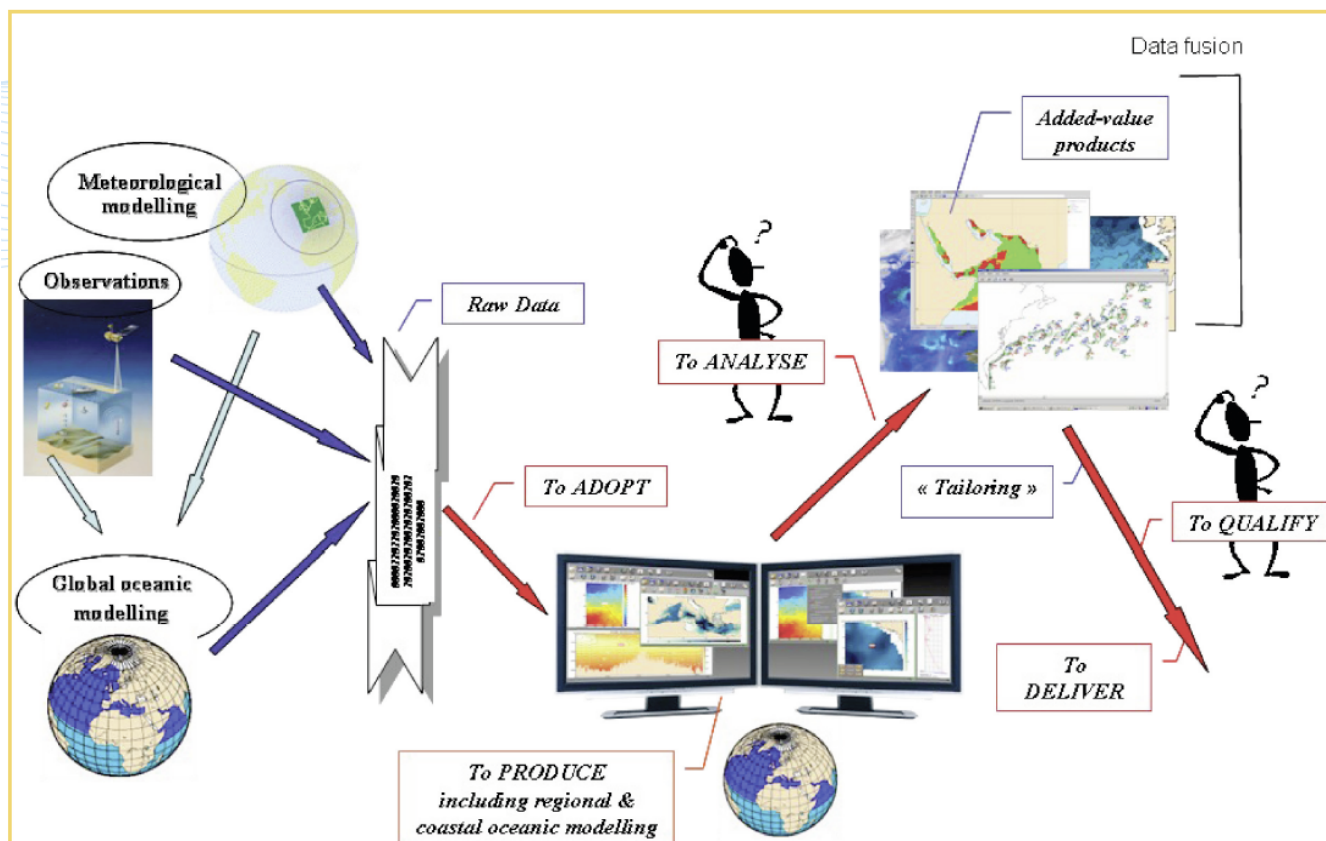 Data fusion
Added-value
products
Meteorological
modelling
Observations
Raw Data
?
To ANALYSE
?
To ADOPT
« Tailoring »
To QUALIFY
Global oceanic
modelling
To
DELIVER
To PRODUCE
including regional &
coastal oceanic modelling